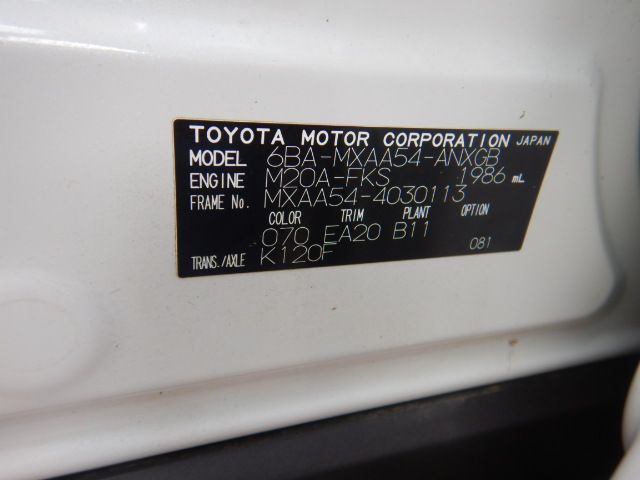 TOYOTA MOTOR CORPORATION JAPAN
MODEL 6BA-MXAA54-ANXGB
ENGINE M20A-FKS 1986 mL
FRAME No. MXAA54-4030113
COLOR TRIM PLANT OPTION
070 EA20 B11 081
TRANS./AXLE K120F